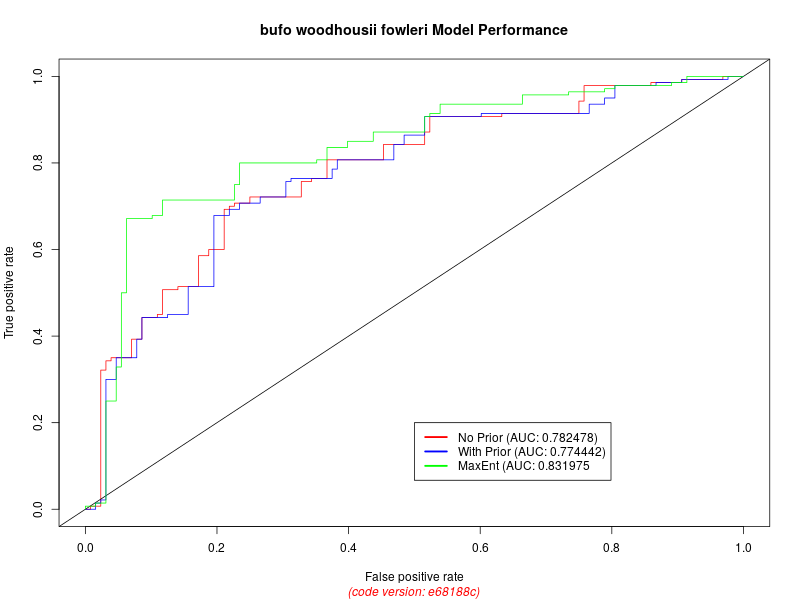 bufo woodhousii fowleri Model Performance
True positive rate
1.0
0.8
0.6
0.4
0.2
0.0
No Prior (AUC: 0.782478)
With Prior (AUC: 0.774442)
MaxEnt (AUC: 0.831975
0.0 0.2 0.4 0.6 0.8 1.0
False positive rate
(code version: e68188c)